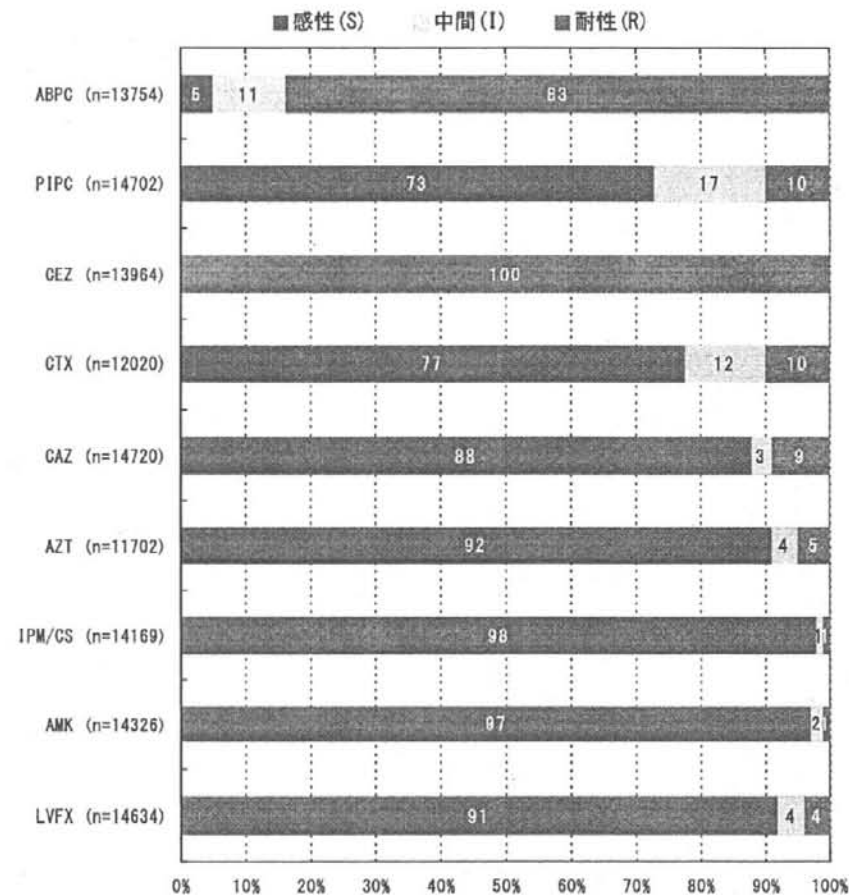 ■感性(S) 中間(I) ■耐性(R)
ABPC (n=13754) 5 11 83
PIPC (n=14702) 73 17 10
CEZ (n=13964) 100
CTX (n=12020) 77 12 10
CAZ (n=14720) 88 3 9
AZT (n=11702) 92 4 5
IPM/CS (n=14169) 98 1 1
AMK (n=14326) 97 2 1
LVFX (n=14634) 91 4 4
0% 10% 20% 30% 40% 50% 60% 70% 80% 90% 100%